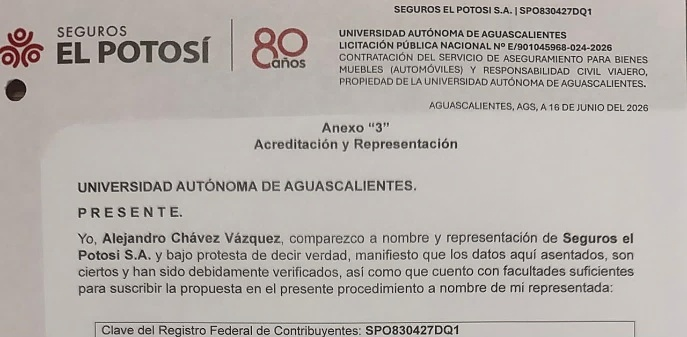 SEGUROS EL POTOSI S.A. | SPO830427DQ1
SEGUROS
EL POTOSÍ
80
años
UNIVERSIDAD AUTÓNOMA DE AGUASCALIENTES
LICITACIÓN PÚBLICA NACIONAL Nº E/901045968-024-2026
CONTRATACIÓN DEL SERVICIO DE ASEGURAMIENTO PARA BIENES
MUEBLES (AUTOMÓVILES) Y RESPONSABILIDAD CIVIL VIAJERO,
PROPIEDAD DE LA UNIVERSIDAD AUTÓNOMA DE AGUASCALIENTES.
AGUASCALIENTES, AGS, A 16 DE JUNIO DEL 2026
Anexo “3”
Acreditación y Representación
UNIVERSIDAD AUTÓNOMA DE AGUASCALIENTES.
P R E S E N T E.
Yo, Alejandro Chávez Vázquez, comparezco a nombre y representación de Seguros el
Potosi S.A. y bajo protesta de decir verdad, manifiesto que los datos aquí asentados, son
ciertos y han sido debidamente verificados, así como que cuento con facultades suficientes
para suscribir la propuesta en el presente procedimiento a nombre de mi representada:
Clave del Registro Federal de Contribuyentes: SPO830427DQ1